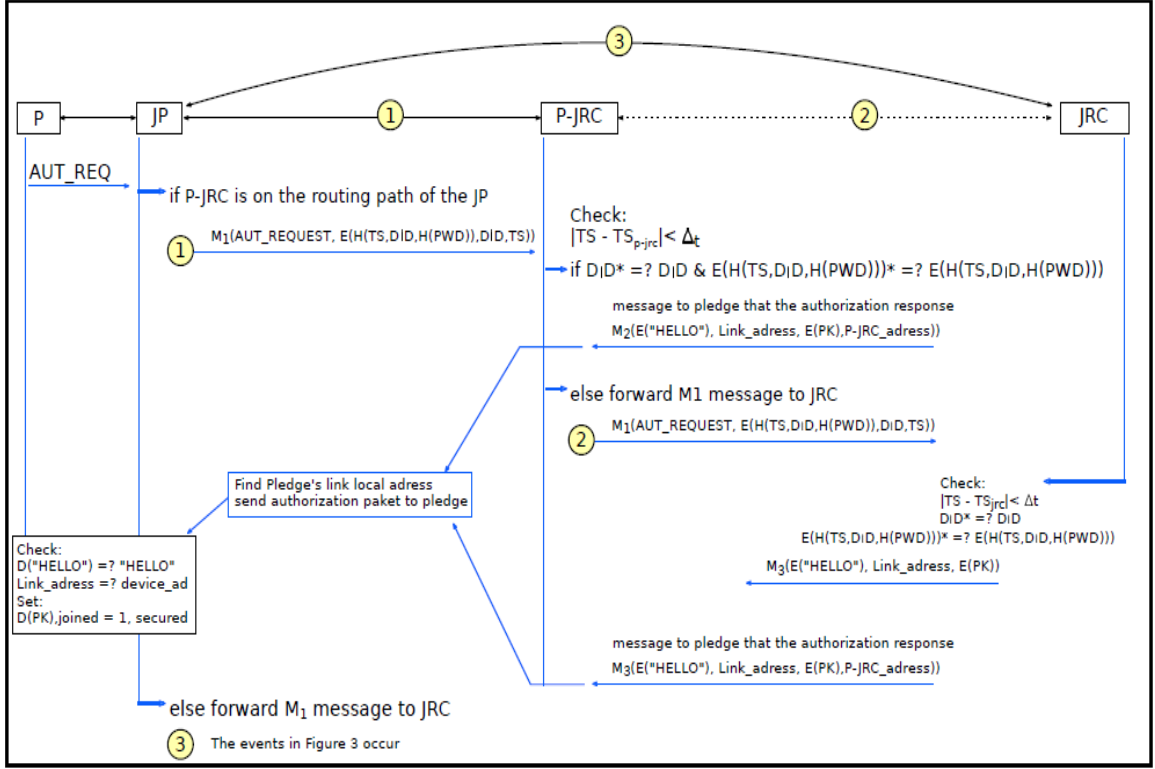 3
P
JP
1
P-JRC
2
JRC
AUT_REQ
if P-JRC is on the routing path of the JP
M1(AUT_REQUEST, E(H(TS,DID,H(PWD)),DID,TS))
1
Check:
|TS - TSp-jrc|< Δt
if DID* =? DID & E(H(TS,DID,H(PWD)))* =? E(H(TS,DID,H(PWD)))
message to pledge that the authorization response
M2(E("HELLO"), Link_adress, E(PK),P-JRC_adress))
else forward M1 message to JRC
M1(AUT_REQUEST, E(H(TS,DID,H(PWD)),DID,TS))
2
Find Pledge's link local adress
send authorization paket to pledge
Check:
|TS - TSjrc|< Δt
DID* =? DID
E(H(TS,DID,H(PWD)))* =? E(H(TS,DID,H(PWD)))
M3(E("HELLO"), Link_adress, E(PK))
Check:
D("HELLO") =? "HELLO"
Link_adress =? device_ad
Set:
D(PK),joined = 1, secured
message to pledge that the authorization response
M3(E("HELLO"), Link_adress, E(PK),P-JRC_adress))
else forward M1 message to JRC
3 The events in Figure 3 occur